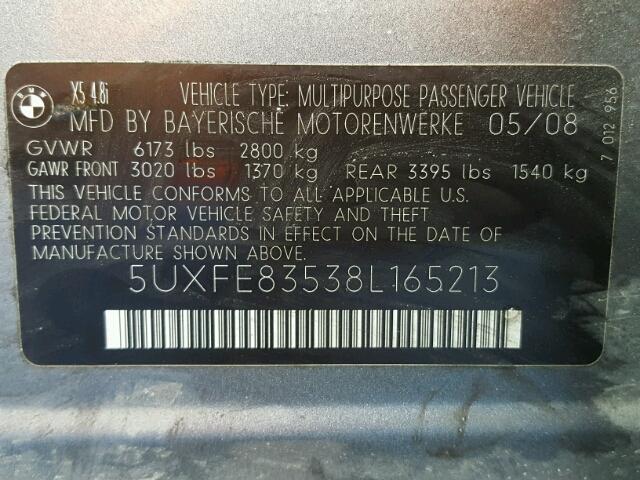 BMW X5 4.8i VEHICLE TYPE: MULTIPURPOSE PASSENGER VEHICLE
MFD BY BAYERISCHE MOTORENWERKE 05/08
GVWR 6173 lbs 2800 kg
GAWR FRONT 3020 lbs 1370 kg REAR 3395 lbs 1540 kg
THIS VEHICLE CONFORMS TO ALL APPLICABLE U.S.
FEDERAL MOTOR VEHICLE SAFETY AND THEFT
PREVENTION STANDARDS IN EFFECT ON THE DATE
OF MANUFACTURE SHOWN ABOVE.
5UXFE83538L165213
7 012 956